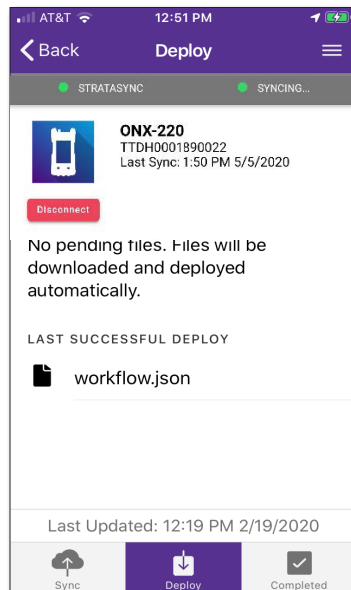 AT&T 12:51 PM
Back Deploy
STRATASYNC SYNCING...
ONX-220
TTDH0001890022
Last Sync: 1:50 PM 5/5/2020
Disconnect
No pending files. Files will be
downloaded and deployed
automatically.
LAST SUCCESSFUL DEPLOY
workflow.json
Last Updated: 12:19 PM 2/19/2020
Sync Deploy Completed